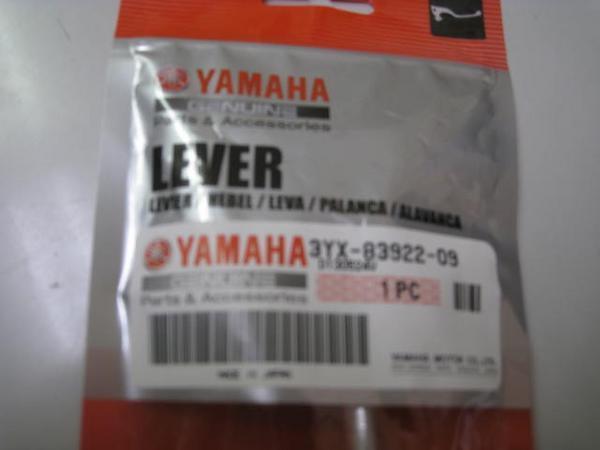 YAMAHA
GENUINE
Parts & Accessories
LEVER
LEVIER / HEBEL / LEVA / PALANCA / ALAVANCA
YAMAHA 3YX-83922-09
GENUINE
Parts & Accessories
1 PC
MADE IN JAPAN
YAMAHA MOTOR CO.,LTD.